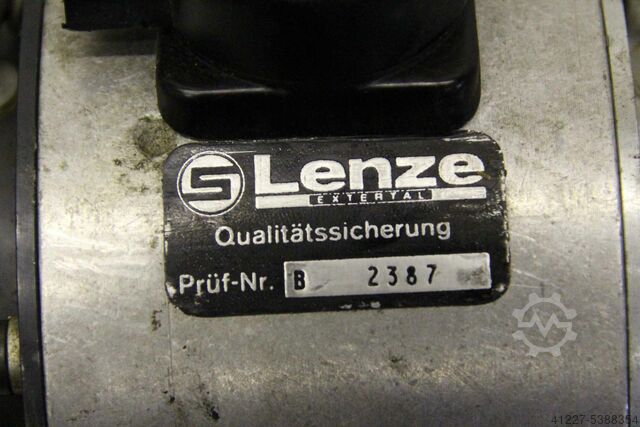 Lenze
EXTERTAL
Qualitätssicherung
Prüf-Nr. B 2387
41227-5388354